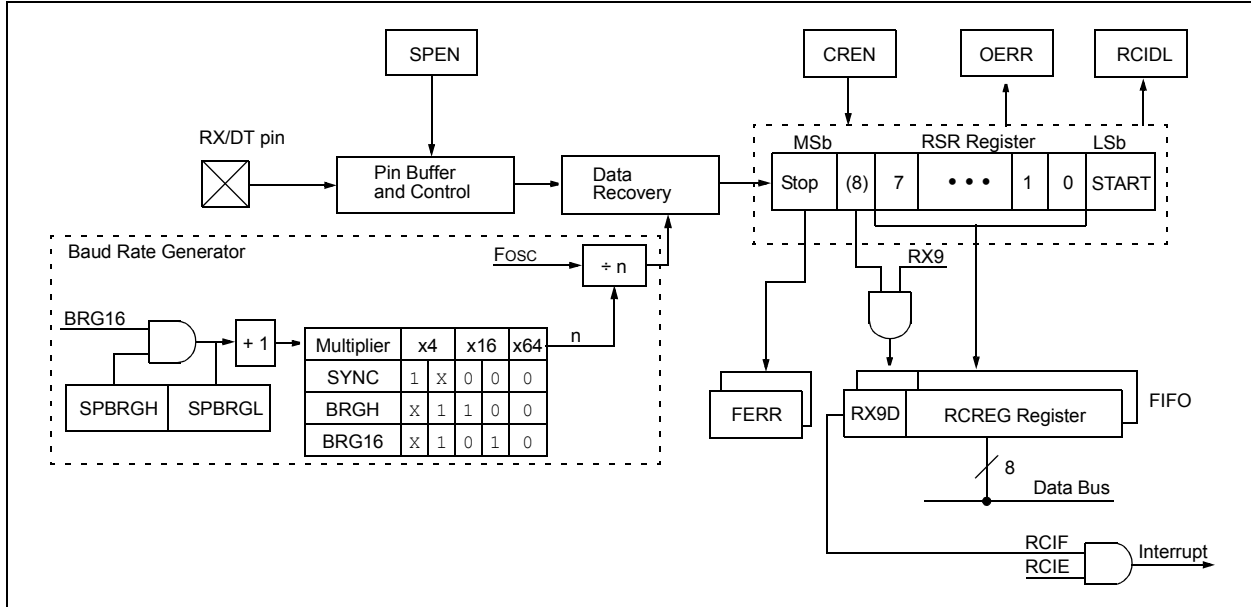 SPEN
CREN
OERR
RCIDL
RX/DT pin
MSb RSR Register LSb
Pin Buffer
and Control
Data
Recovery
Stop (8) 7 • • • 1 0 START
Baud Rate Generator
FOSC
÷ n
RX9
BRG16
+ 1
n
Multiplier x4 x16 x64
SYNC 1 X 0 0 0
BRGH X 1 1 0 0
BRG16 X 1 0 1 0
SPBRGH SPBRGL
FERR
RX9D RCREG Register
FIFO
8
Data Bus
RCIF
RCIE
Interrupt